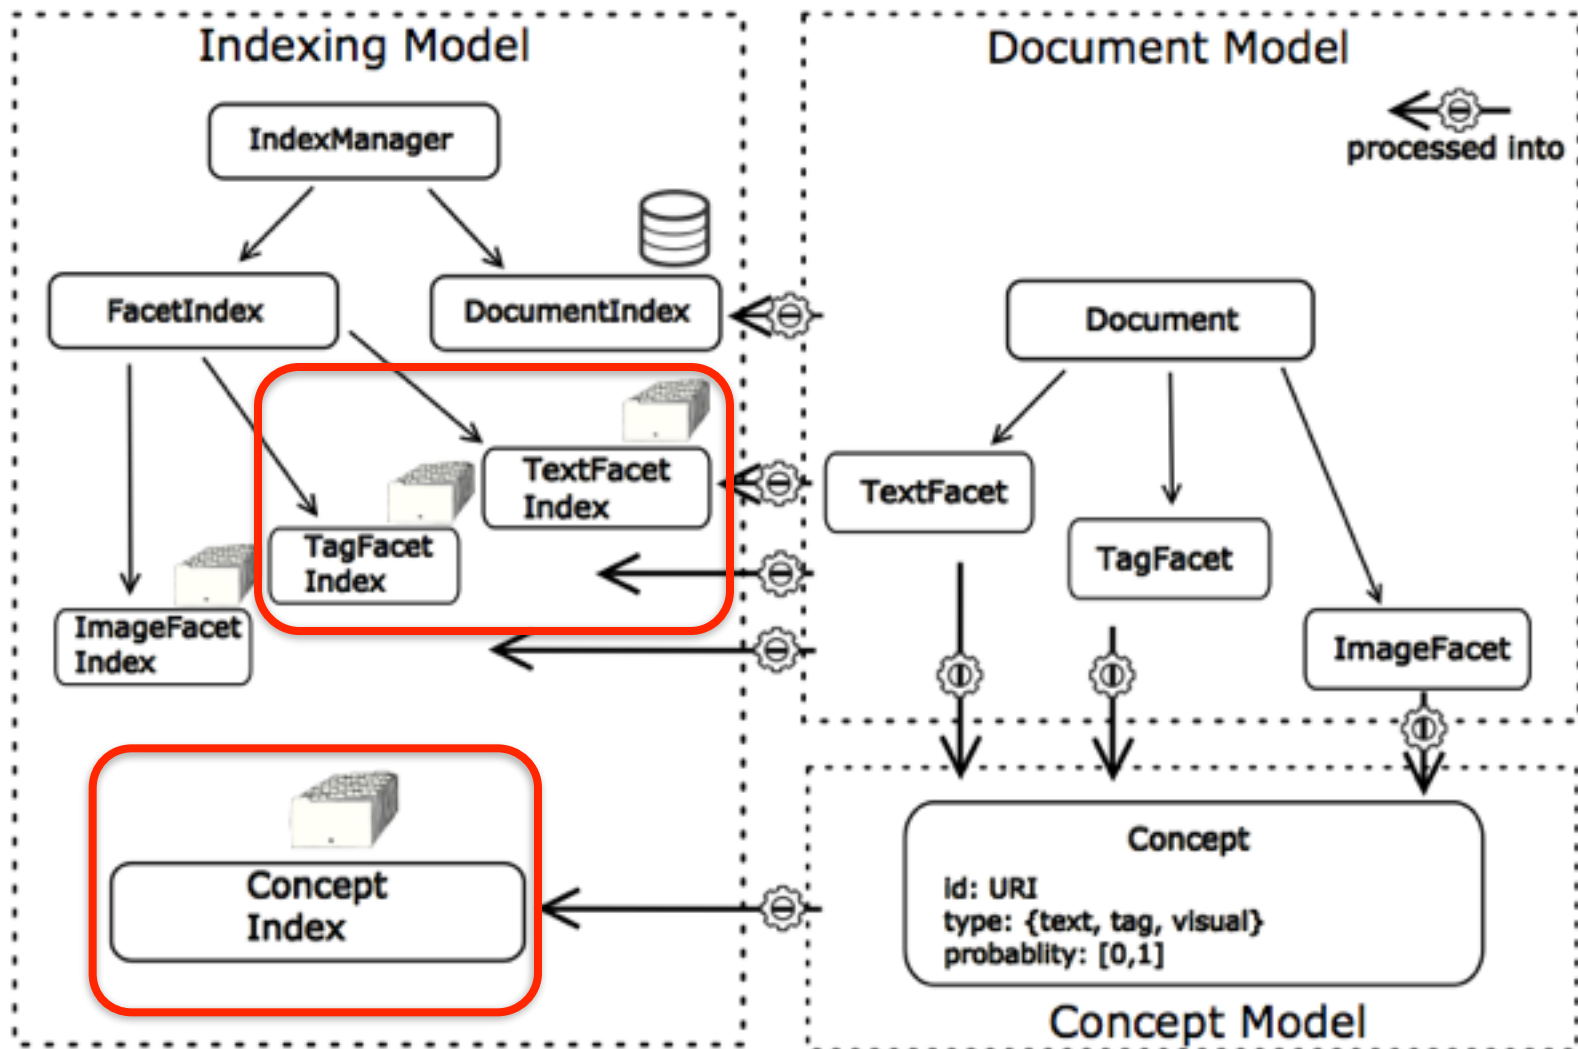 Indexing Model
IndexManager
FacetIndex
DocumentIndex
TextFacet
Index
TagFacet
Index
ImageFacet
Index
Concept
Index
Document Model
processed into
Document
TextFacet
TagFacet
ImageFacet
Concept
id: URI
type: {text, tag, visual}
probablity: [0,1]
Concept Model